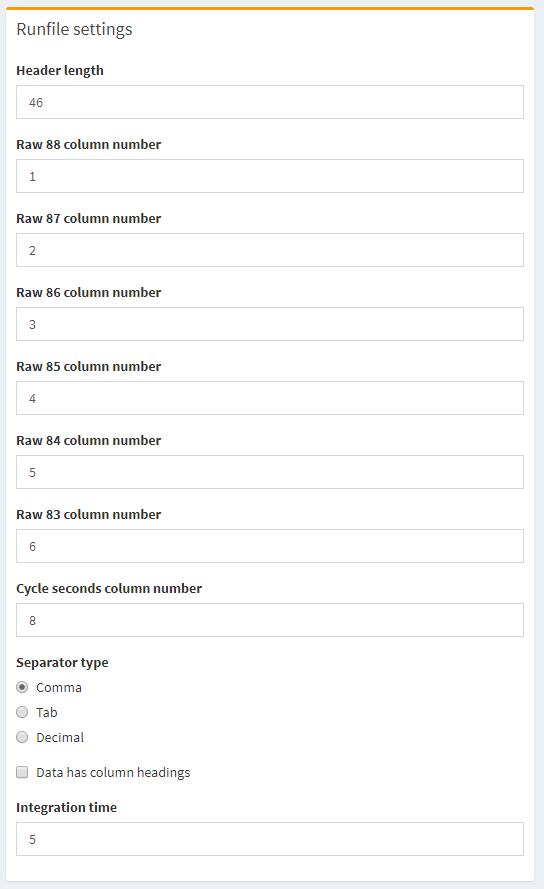 Runfile settings
Header length
46
Raw 88 column number
1
Raw 87 column number
2
Raw 86 column number
3
Raw 85 column number
4
Raw 84 column number
5
Raw 83 column number
6
Cycle seconds column number
8
Separator type
Comma
Tab
Decimal
Data has column headings
Integration time
5